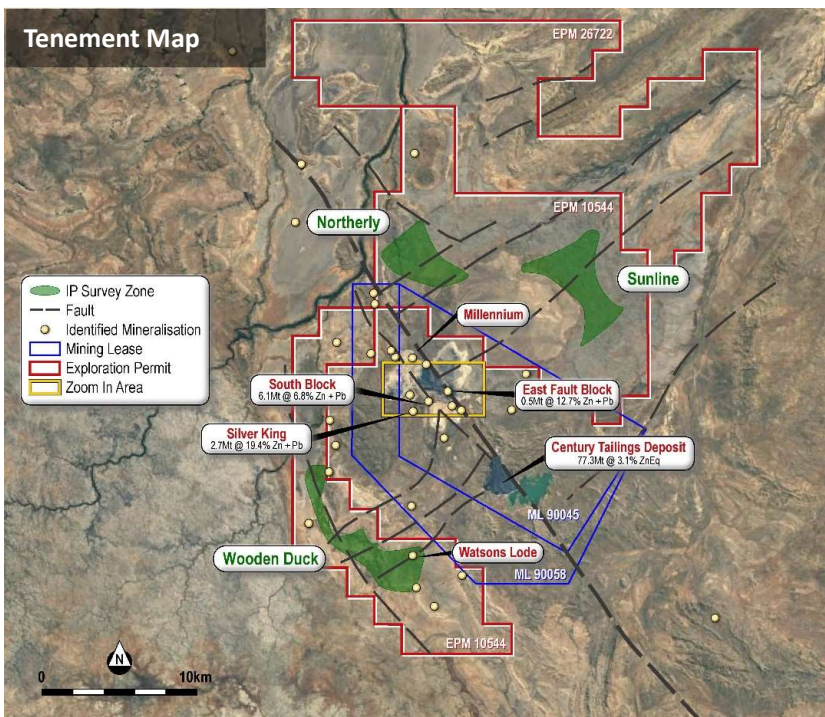 Tenement Map
EPM 26722
EPM 10544
Northerly
Sunline
IP Survey Zone
Fault
Identified Mineralisation
Mining Lease
Exploration Permit
Zoom In Area
Millennium
South Block
6.1Mt @ 6.8% Zn + Pb
East Fault Block
0.5Mt @ 12.7% Zn + Pb
Silver King
2.7Mt @ 19.4% Zn + Pb
Century Tailings Deposit
77.3Mt @ 3.1% ZnEq
ML 90045
Wooden Duck
Watsons Lode
ML 90058
EPM 10544
N
0
10km